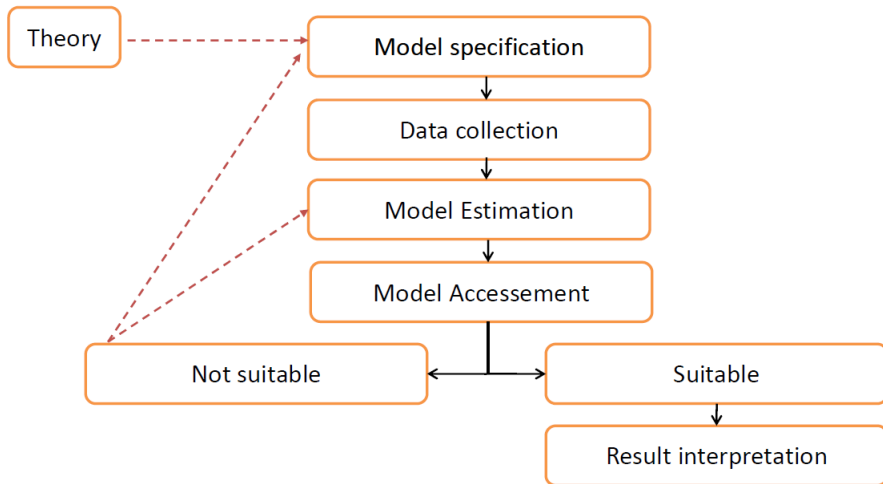 Theory
Model specification
Data collection
Model Estimation
Model Accessement
Not suitable
Suitable
Result interpretation